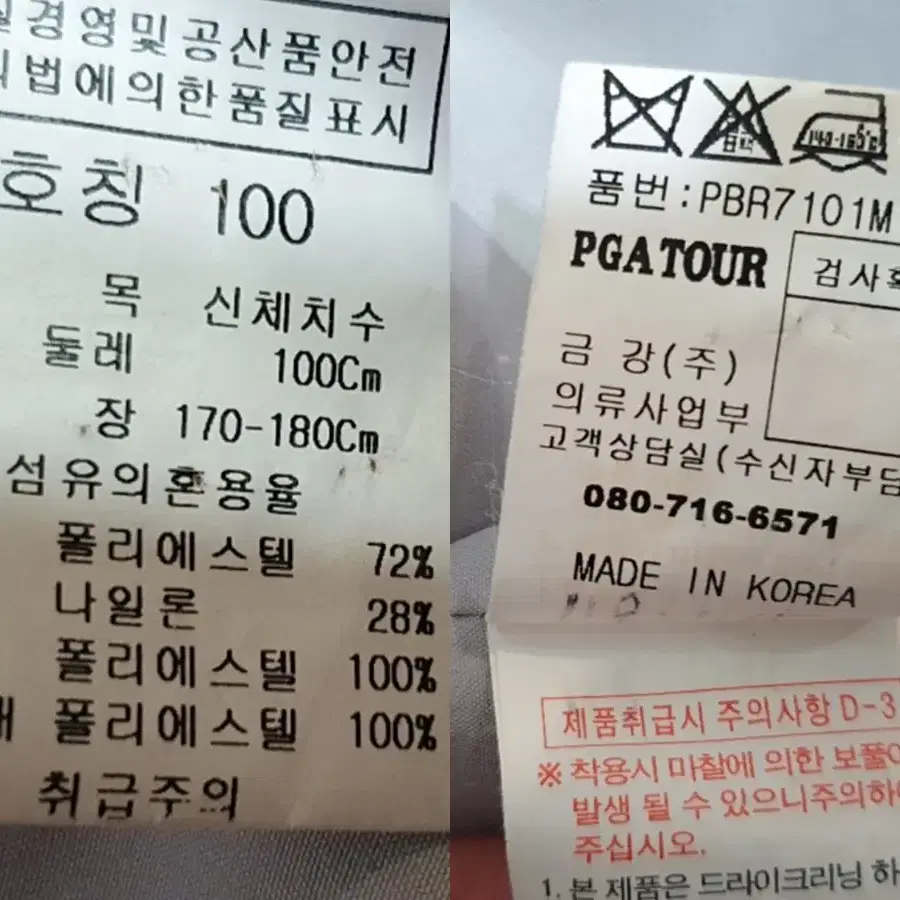 경영및공산품안전
법에의한품질표시
호칭 100
목 신체치수
둘레 100Cm
장 170-180Cm
섬유의혼용율
폴리에스텔 72%
나일론 28%
폴리에스텔 100%
폴리에스텔 100%
취급주의
140-160℃
품번:PBR7101M
PGA TOUR
검사
금 강(주)
의류사업부
고객상담실(수신자부담
080-716-6571
MADE IN KOREA
제품취급시 주의사항 D-3
※ 착용시 마찰에 의한 보풀이
발생 될 수 있으니주의하
주십시오.
1. 본 제품은 드라이크리닝 하